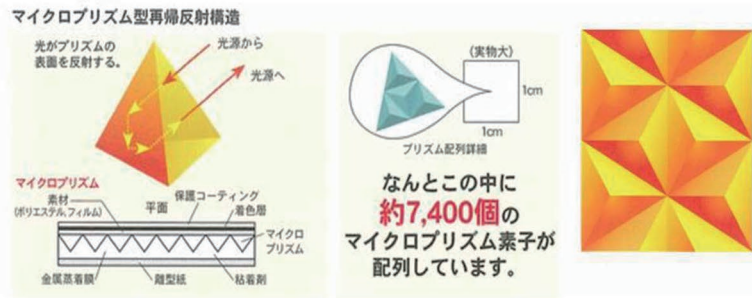 マイクロプリズム型再帰反射構造
光がプリズムの
表面を反射する。
光源から
光源へ
マイクロプリズム
素材
(ポリエステル,フィルム)
平面
保護コーティング
着色層
マイクロ
プリズム
金属蒸着膜
離型紙
粘着剤
(実物大)
1cm
1cm
プリズム配列詳細
なんとこの中に
約7,400個の
マイクロプリズム素子が
配列しています。